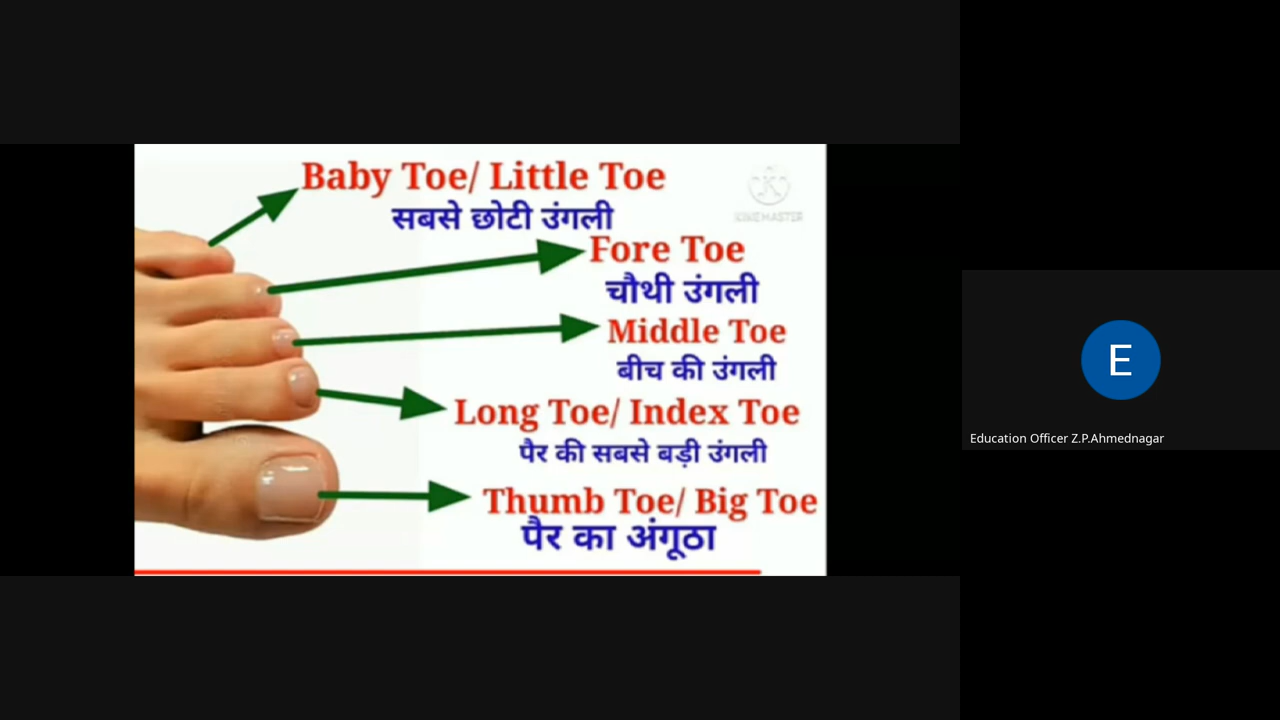 Baby Toe/ Little Toe
सबसे छोटी उंगली
KINEMASTER
Fore Toe
चौथी उंगली
Middle Toe
बीच की उंगली
Long Toe/ Index Toe
पैर की सबसे बड़ी उंगली
Thumb Toe/ Big Toe
पैर का अंगूठा
E
Education Officer Z.P.Ahmednagar